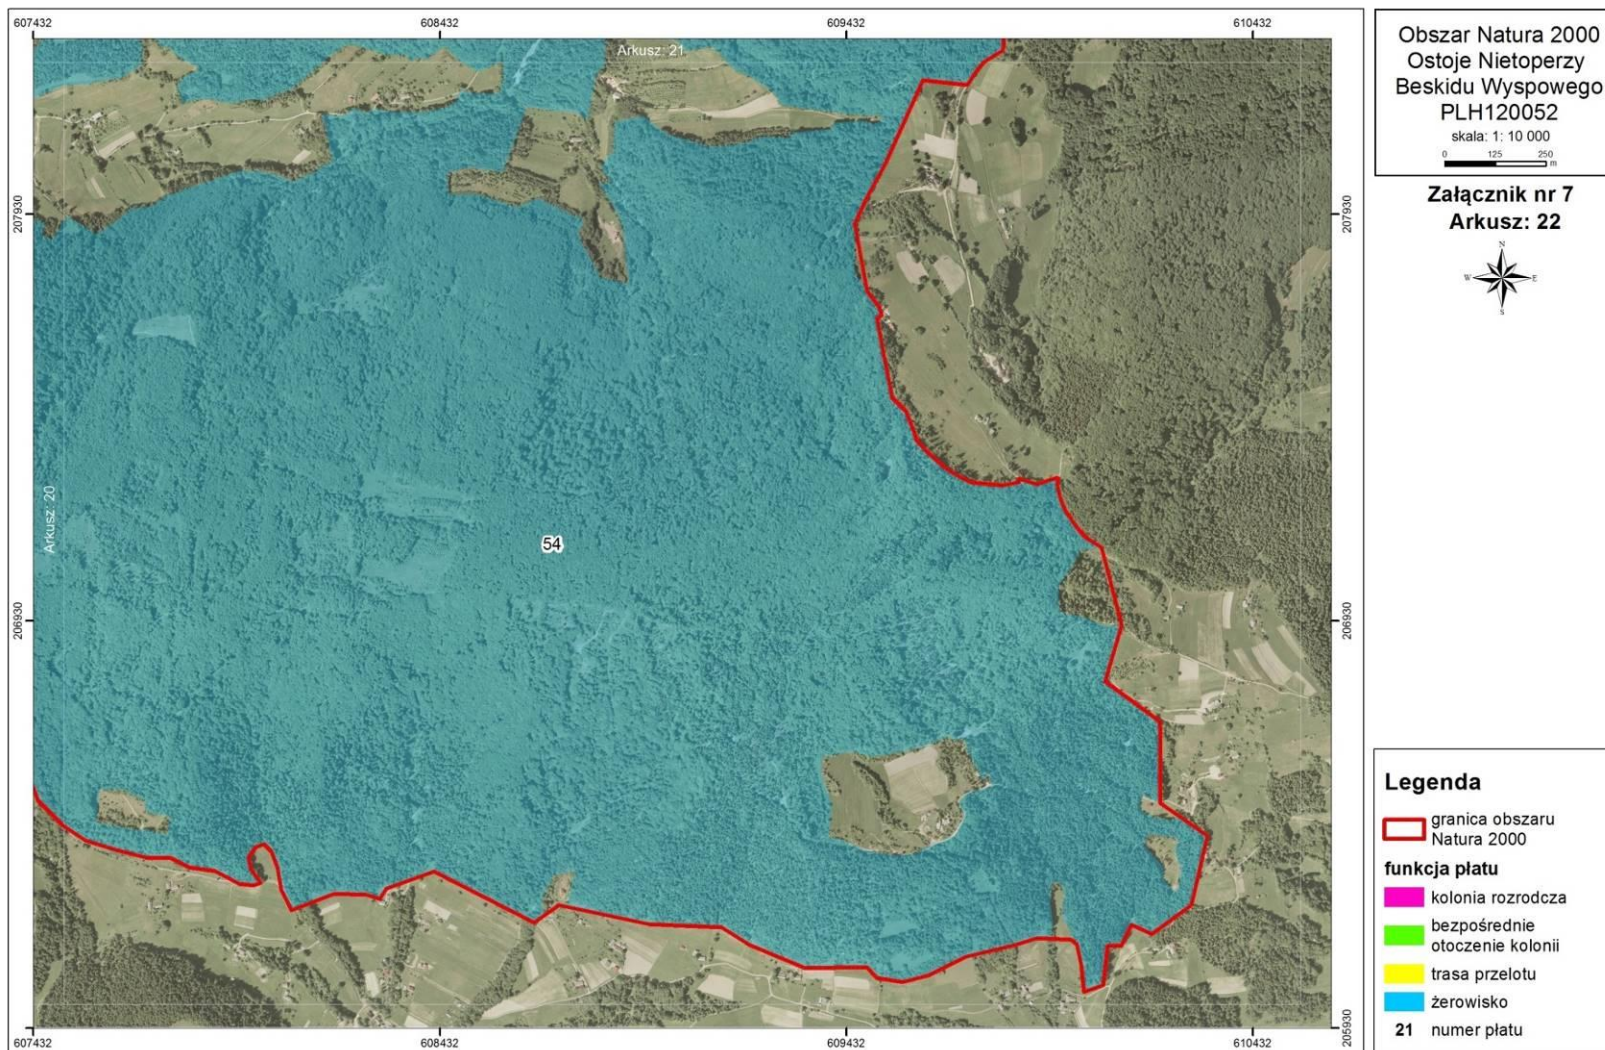 607432
608432
609432
610432
Arkusz: 21
207930
207930
Arkusz: 20
54
206930
206930
205930
607432
608432
609432
610432
Obszar Natura 2000
Ostoje Nietoperzy
Beskidu Wyspowego
PLH120052
skala: 1: 10 000
0 125 250
m
Załącznik nr 7
Arkusz: 22
N
W E
S
Legenda
granica obszaru
Natura 2000
funkcja płatu
kolonia rozrodcza
bezpośrednie
otoczenie kolonii
trasa przelotu
żerowisko
21 numer płatu